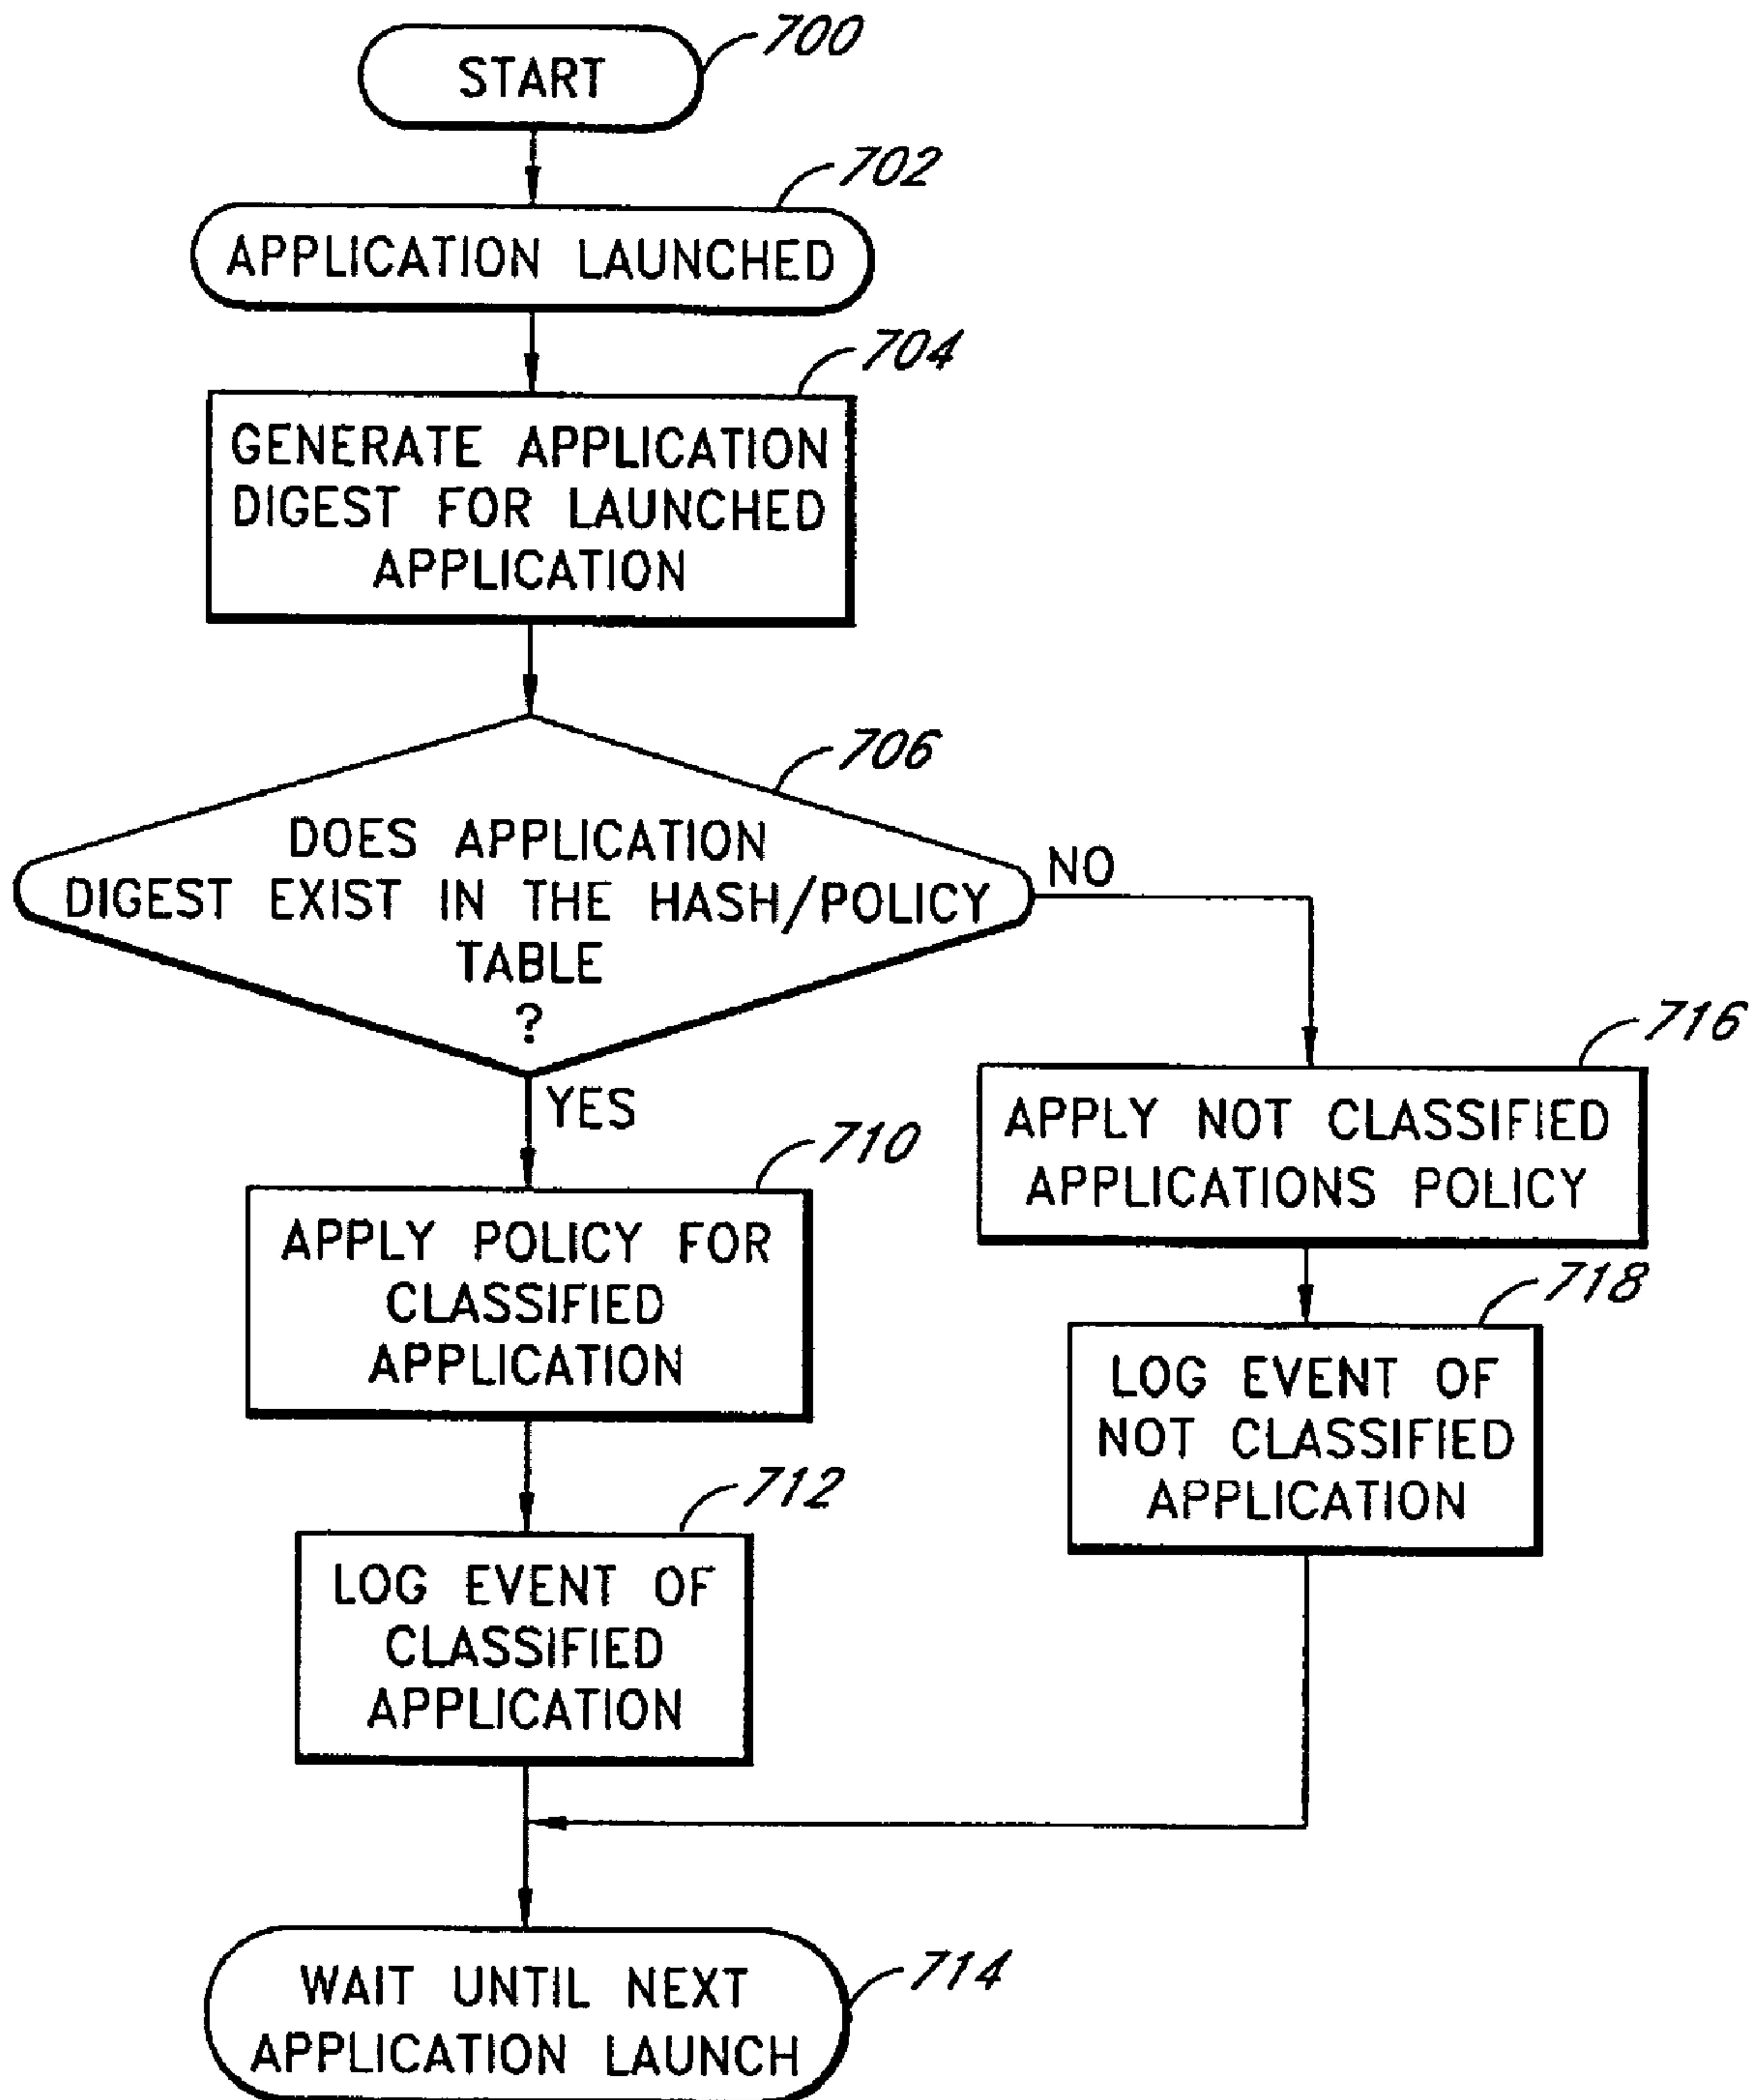 700
START
702
APPLICATION LAUNCHED
704
GENERATE APPLICATION
DIGEST FOR LAUNCHED
APPLICATION
706
DOES APPLICATION
DIGEST EXIST IN THE HASH/POLICY
TABLE
?
NO
YES
716
APPLY NOT CLASSIFIED
APPLICATIONS POLICY
710
APPLY POLICY FOR
CLASSIFIED
APPLICATION
718
LOG EVENT OF
NOT CLASSIFIED
APPLICATION
712
LOG EVENT OF
CLASSIFIED
APPLICATION
714
WAIT UNTIL NEXT
APPLICATION LAUNCH